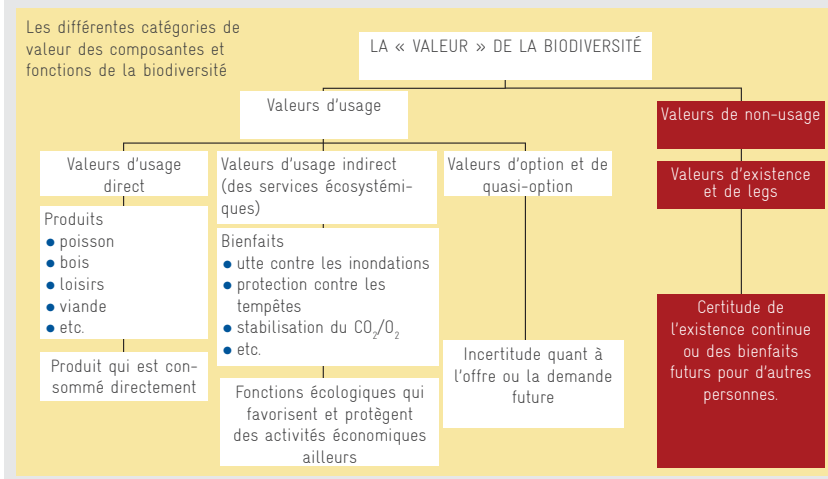 Les différentes catégories de
valeur des composantes et
fonctions de la biodiversité
LA « VALEUR » DE LA BIODIVERSITÉ
Valeurs d'usage
Valeurs de non-usage
Valeurs d'usage
direct
Valeurs d'usage indirect
(des services écosystémi-
ques)
Valeurs d'option et de
quasi-option
Valeurs d'existence
et de legs
Produits
• poisson
• bois
• loisirs
• viande
• etc.
Bienfaits
• utte contre les inondations
• protection contre les
tempêtes
• stabilisation du CO₂/O₂
• etc.
Produit qui est con-
sommé directement
Fonctions écologiques qui
favorisent et protègent
des activités économiques
ailleurs
Incertitude quant à
l'offre ou la demande
future
Certitude de
l'existence continue
ou des bienfaits
futurs pour d'autres
personnes.